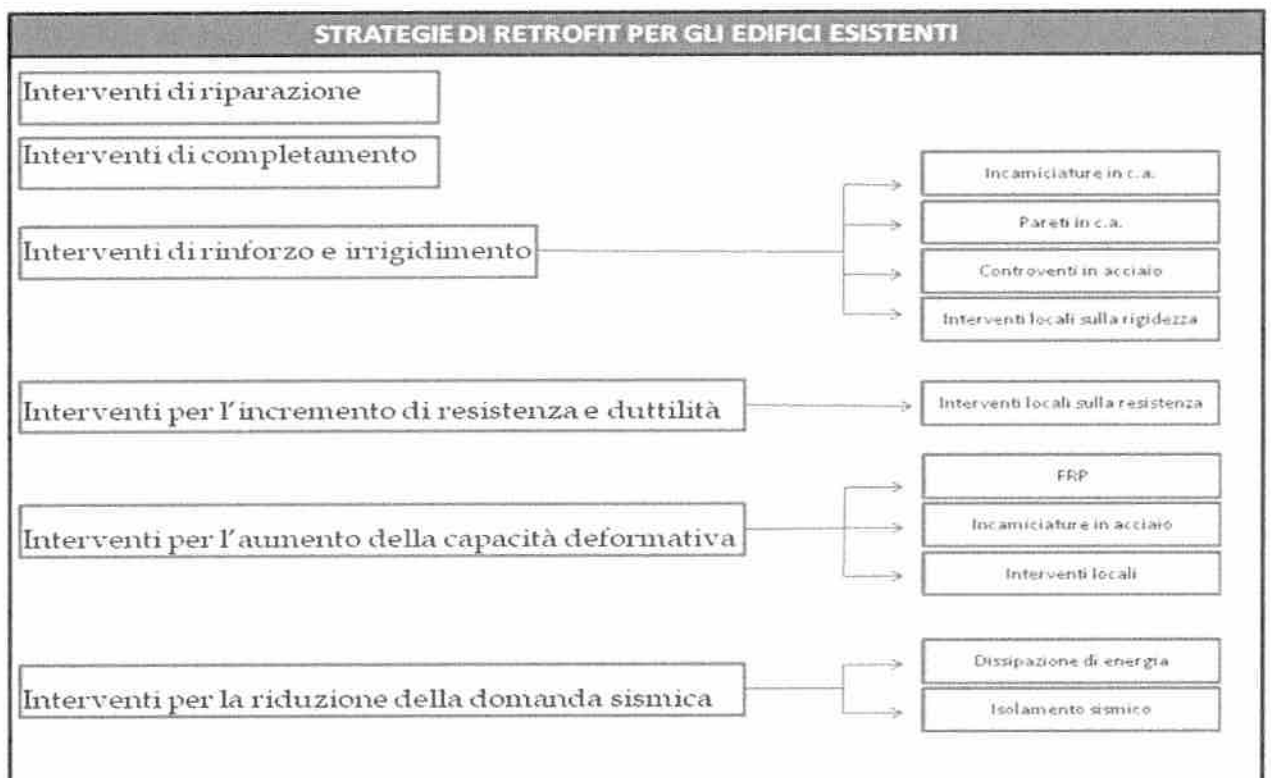 STRATEGIE DI RETROFIT PER GLI EDIFICI ESISTENTI
Interventi di riparazione
Interventi di completamento
Interventi di rinforzo e irrigidimento
Incamiciature in c.a.
Pareti in c.a.
Controventi in acciaio
Interventi locali sulla rigidezza
Interventi per l'incremento di resistenza e duttilità
Interventi locali sulla resistenza
Interventi per l'aumento della capacità deformativa
FRP
Incamiciature in acciaio
Interventi locali
Interventi per la riduzione della domanda sismica
Dissipazione di energia
Isolamento sismico